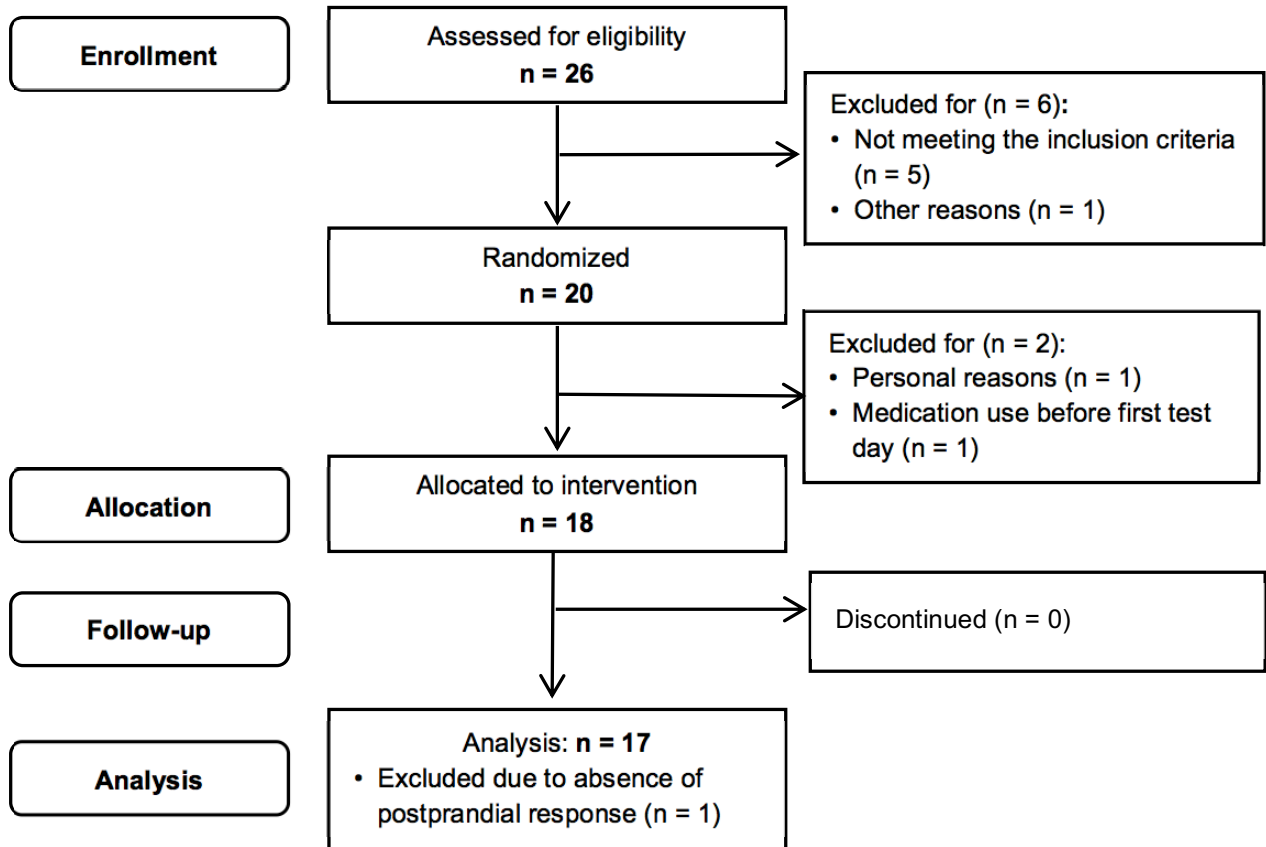 Enrollment
Assessed for eligibility
n = 26
Excluded for (n = 6):
• Not meeting the inclusion criteria
(n = 5)
• Other reasons (n = 1)
Randomized
n = 20
Excluded for (n = 2):
• Personal reasons (n = 1)
• Medication use before first test
day (n = 1)
Allocation
Allocated to intervention
n = 18
Follow-up
Discontinued (n = 0)
Analysis
Analysis: n = 17
• Excluded due to absence of
postprandial response (n = 1)